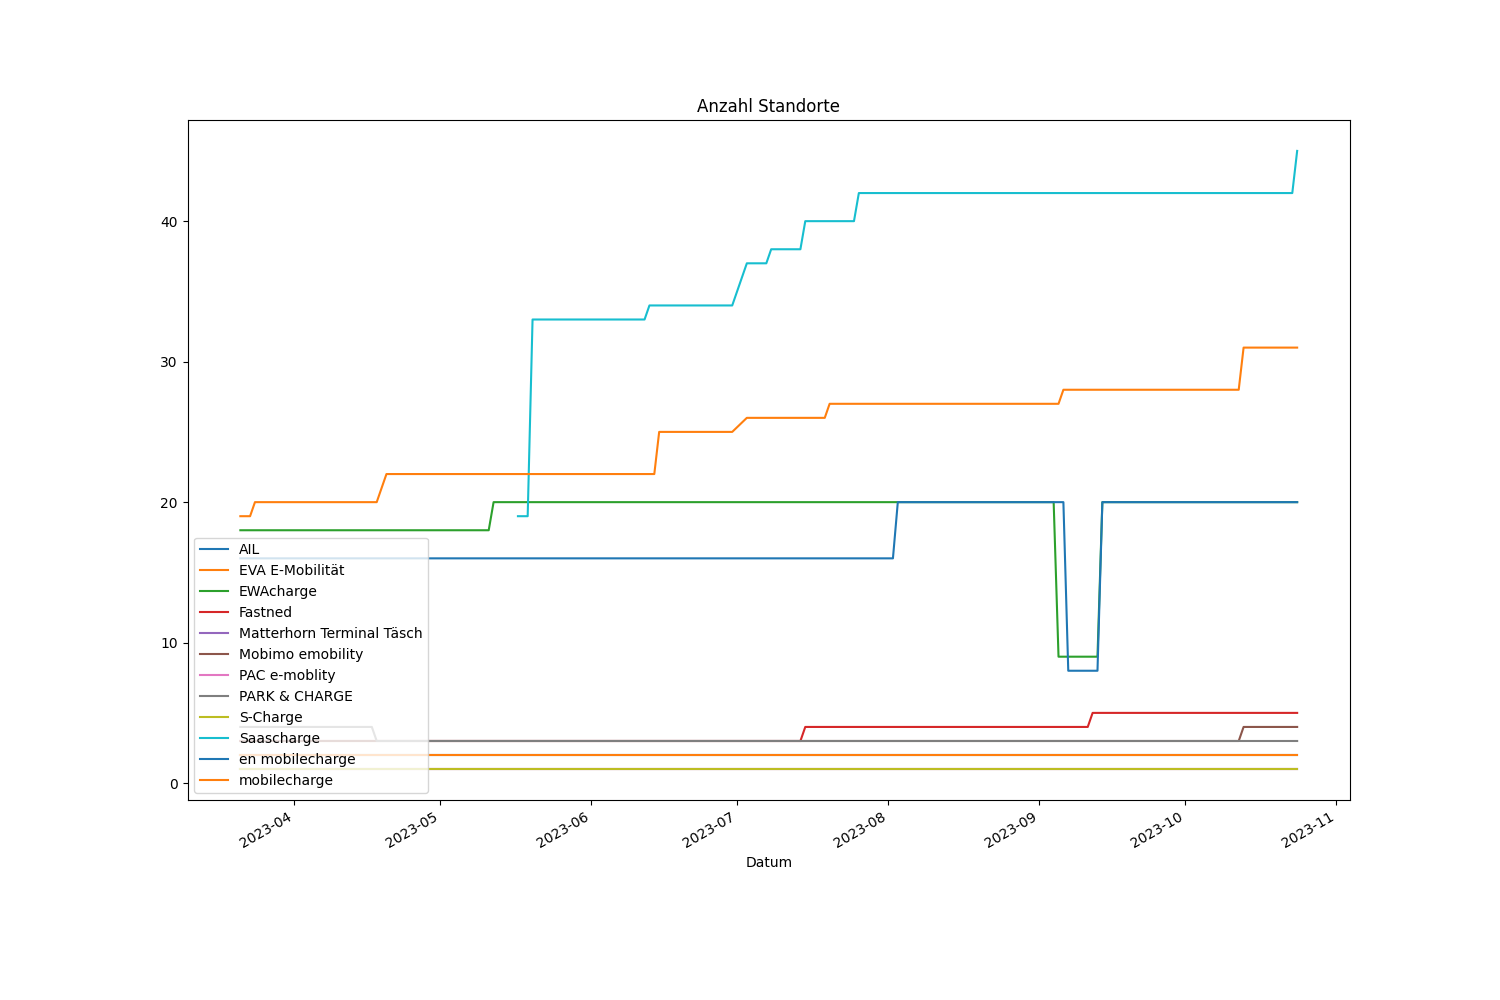 Anzahl Standorte
40
30
20
10
0
AIL
EVA E-Mobilität
EWAcharge
Fastned
Matterhorn Terminal Täsch
Mobimo emobility
PAC e-moblity
PARK & CHARGE
S-Charge
Saascharge
en mobilecharge
mobilecharge
2023-04
2023-05
2023-06
2023-07
2023-08
2023-09
2023-10
2023-11
Datum